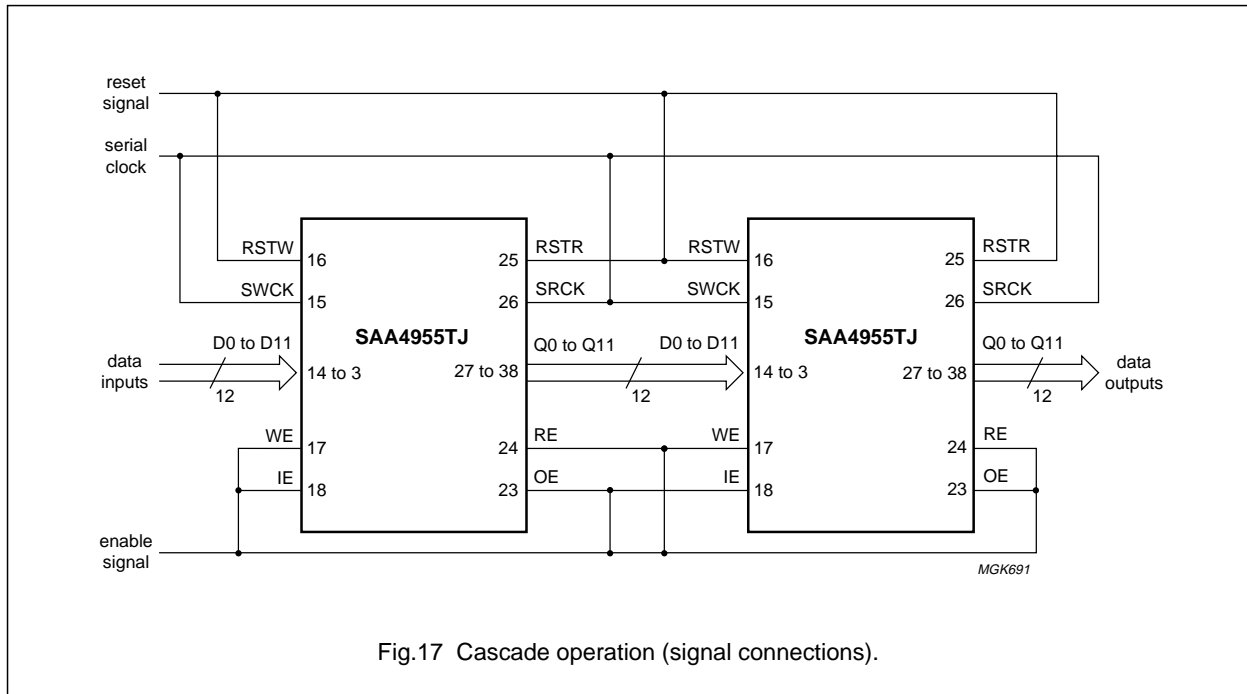 reset
signal
serial
clock
RSTW
16
25
RSTR
RSTW
16
25
RSTR
SWCK
15
26
SRCK
SWCK
15
26
SRCK
SAA4955TJ
SAA4955TJ
data
inputs
D0 to D11
12
14 to 3
27 to 38
Q0 to Q11
12
D0 to D11
14 to 3
27 to 38
Q0 to Q11
12
data
outputs
WE
17
24
RE
WE
17
24
RE
IE
18
23
OE
IE
18
23
OE
enable
signal
MGK691
Fig.17 Cascade operation (signal connections).